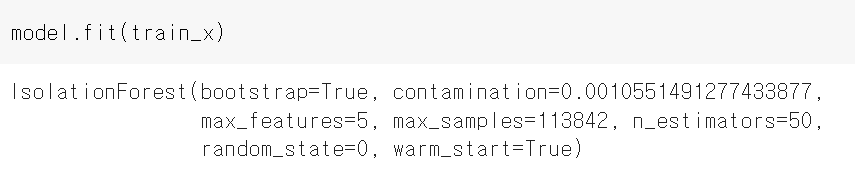 model.fit(train_x)
IsolationForest(bootstrap=True, contamination=0.0010551491277433877,
max_features=5, max_samples=113842, n_estimators=50,
random_state=0, warm_start=True)